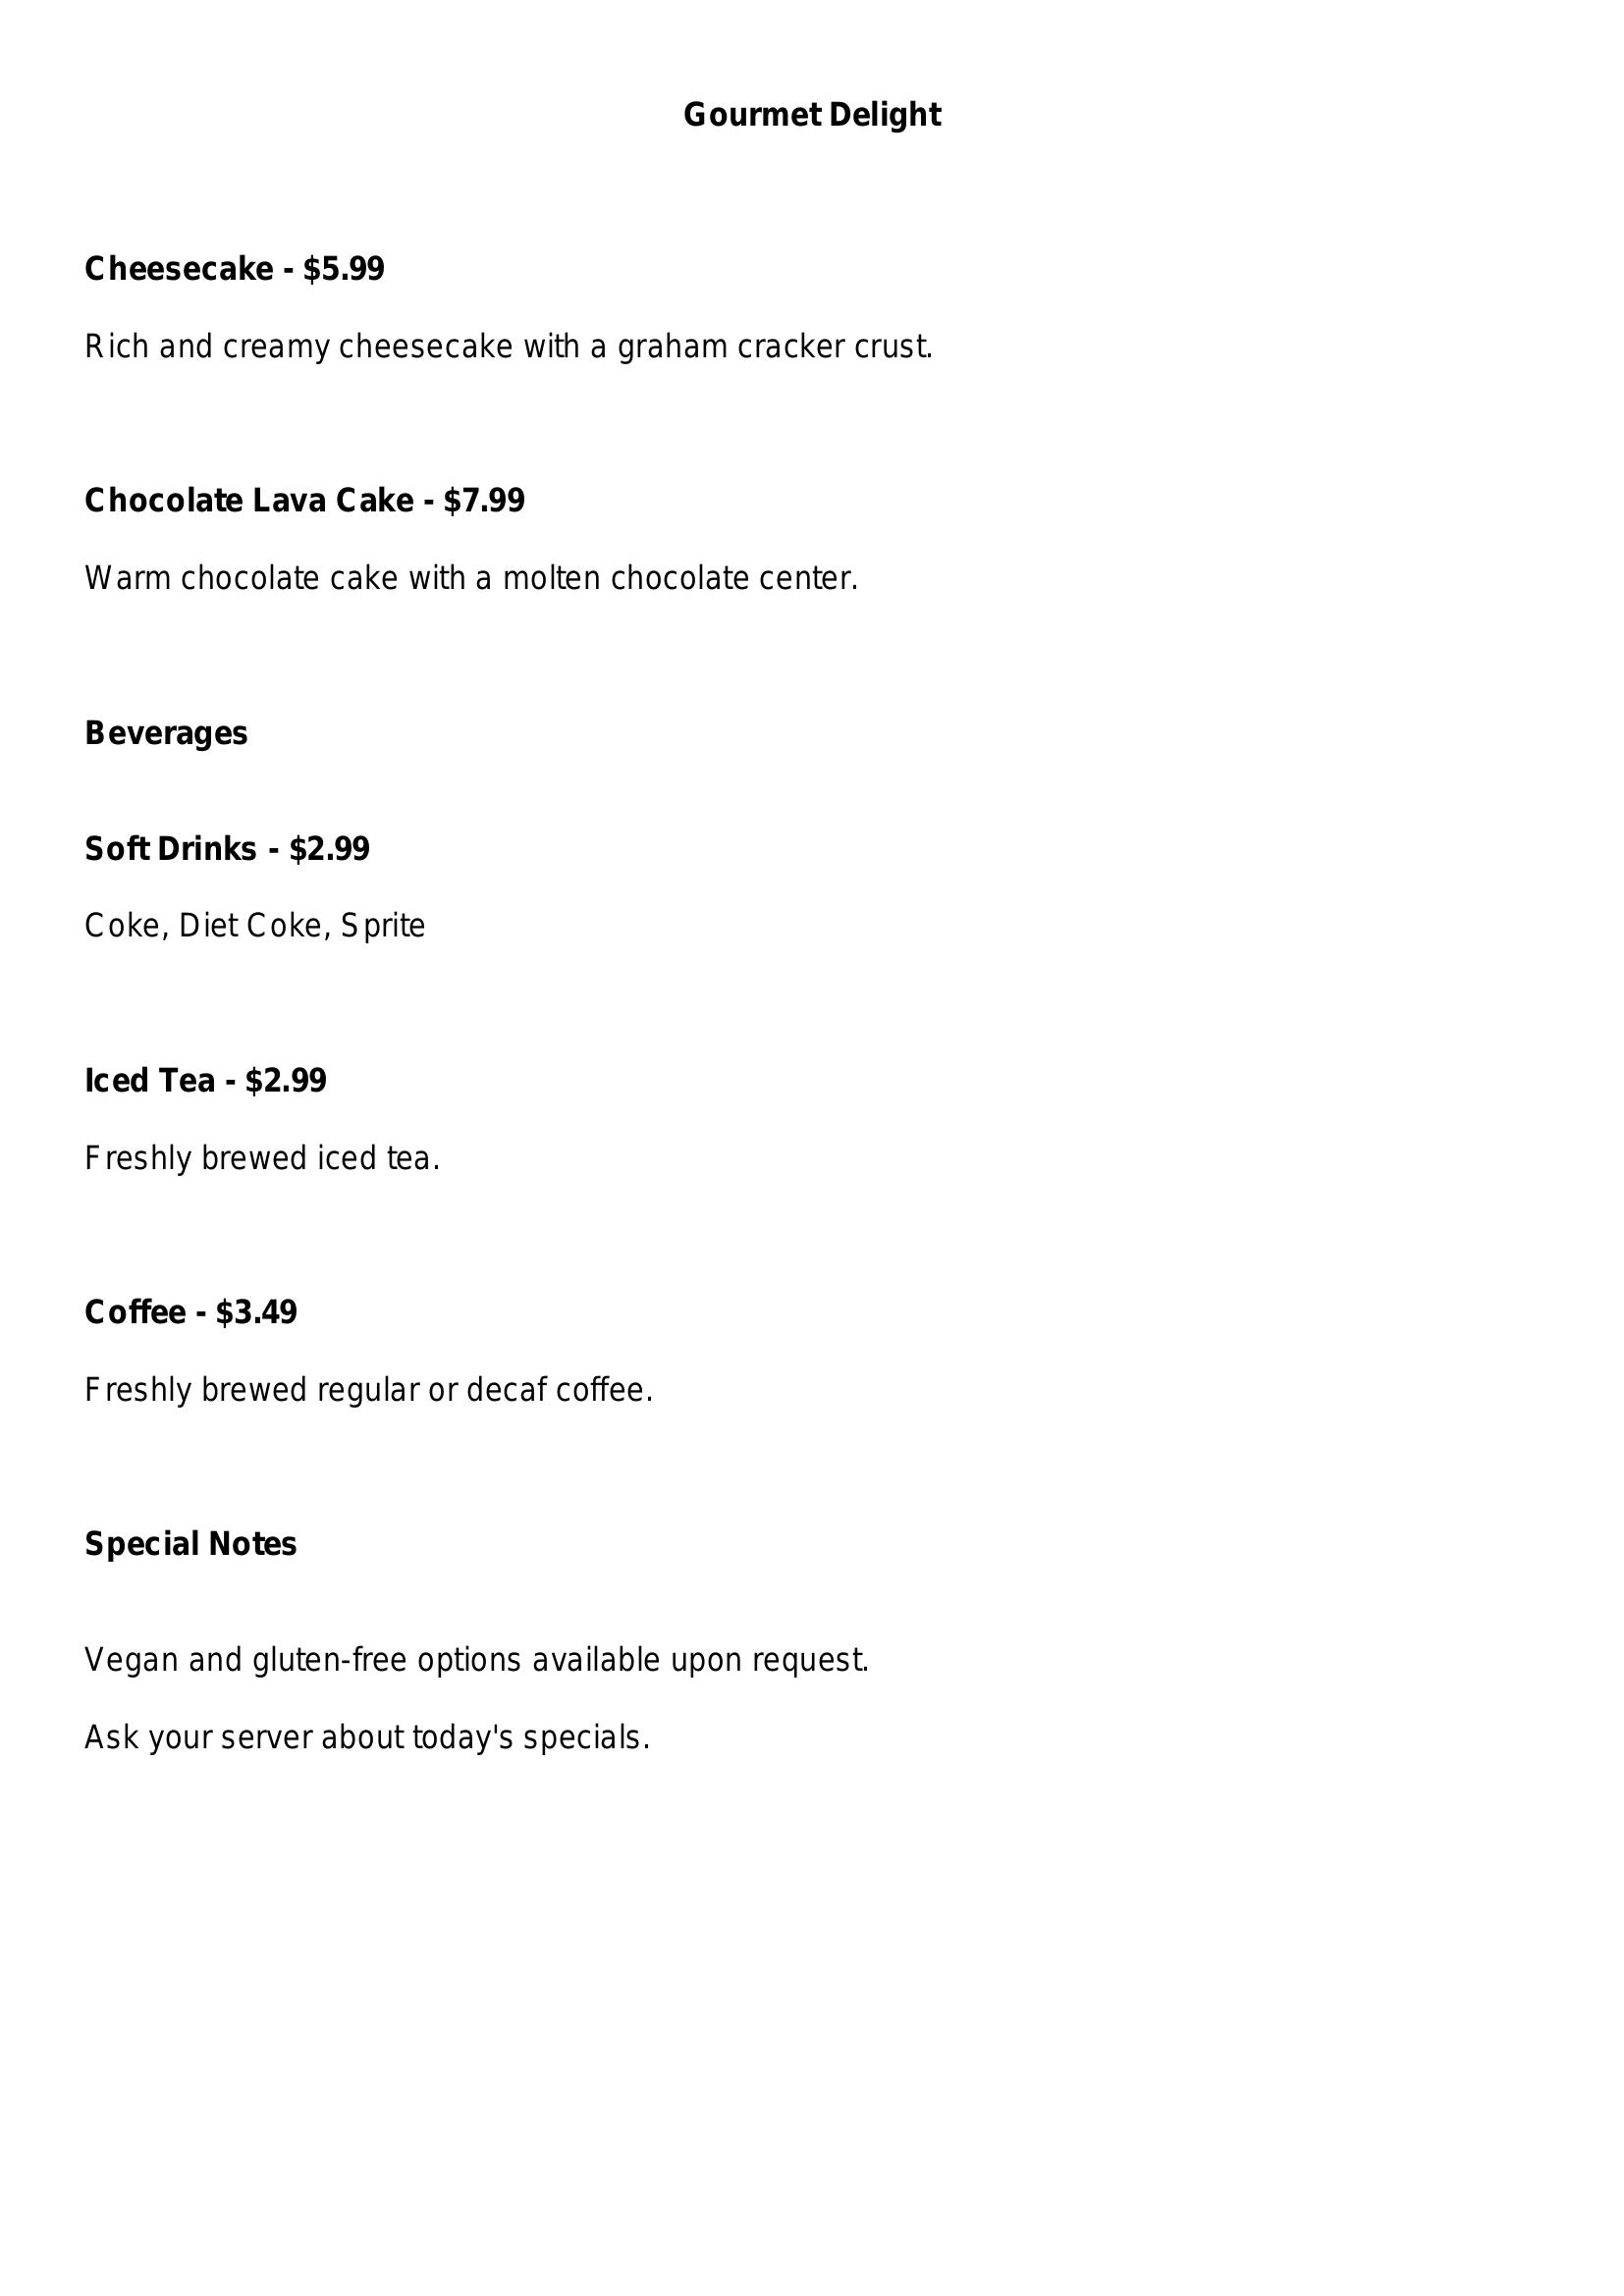 Gourmet Delight
Cheesecake - $5.99
Rich and creamy cheesecake with a graham cracker crust.
Chocolate Lava Cake - $7.99
Warm chocolate cake with a molten chocolate center.
Beverages
Soft Drinks - $2.99
Coke, Diet Coke, Sprite
Iced Tea - $2.99
Freshly brewed iced tea.
Coffee - $3.49
Freshly brewed regular or decaf coffee.
Special Notes
Vegan and gluten-free options available upon request.
Ask your server about today's specials.